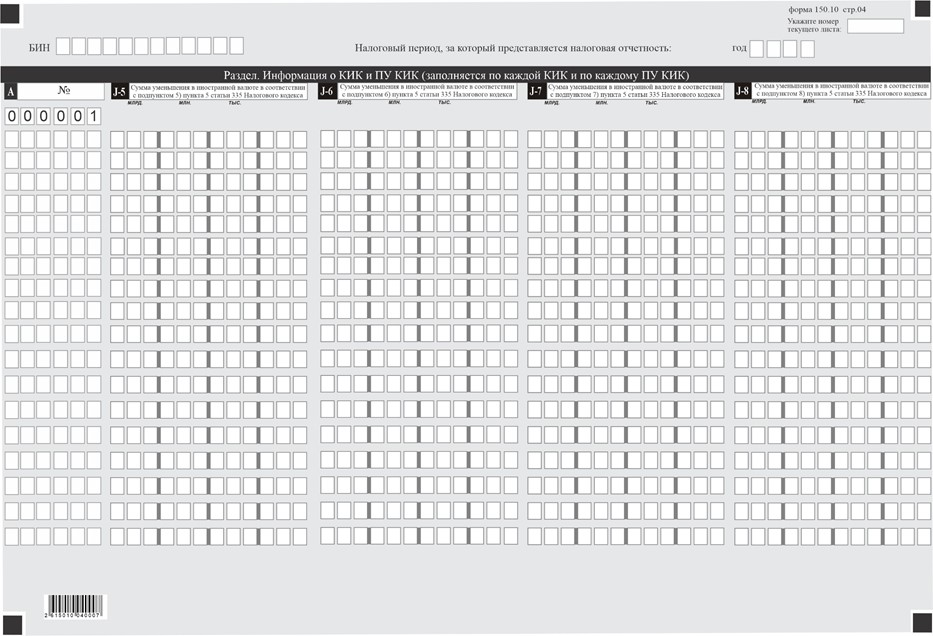 форма 150.10 стр.04
Укажите номер
текущего листа:
БИН
Налоговый период, за который представляется налоговая отчетность:
год
Раздел. Информация о КИК и ПУ КИК (заполняется по каждой КИК и по каждому ПУ КИК)
A №
J-5 Сумма уменьшения в иностранной валюте в соответствии
с подпунктом 5) пункта 5 статьи 335 Налогового кодекса
млрд. млн. тыс.
J-6 Сумма уменьшения в иностранной валюте в соответствии
с подпунктом 6) пункта 5 статьи 335 Налогового кодекса
млрд. млн. тыс.
J-7 Сумма уменьшения в иностранной валюте в соответствии
с подпунктом 7) пункта 5 статьи 335 Налогового кодекса
млрд. млн. тыс.
J-8 Сумма уменьшения в иностранной валюте в соответствии
с подпунктом 8) пункта 5 статьи 335 Налогового кодекса
млрд. млн. тыс.
000001